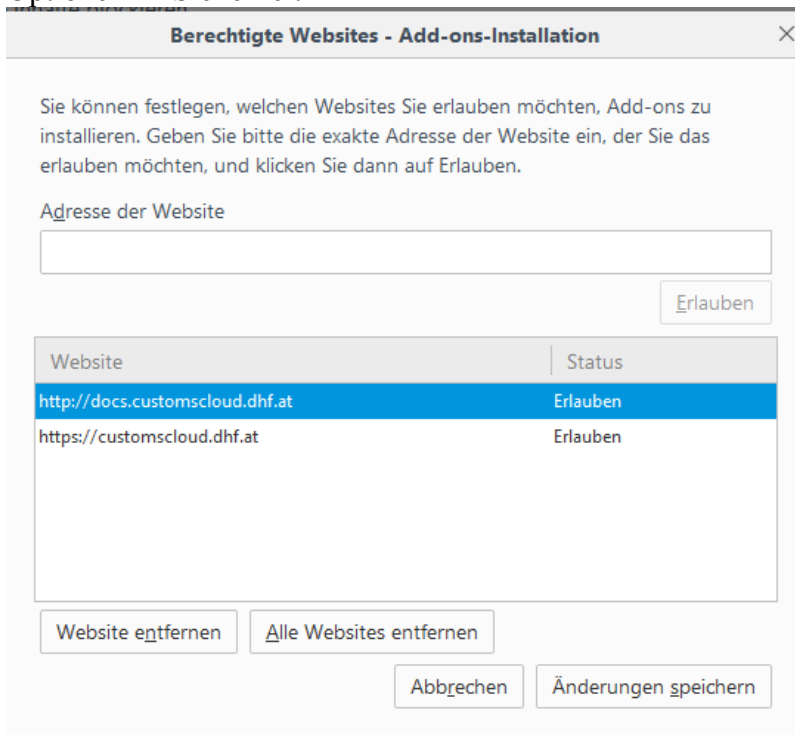 Berechtigte Websites - Add-ons-Installation
Sie können festlegen, welchen Websites Sie erlauben möchten, Add-ons zu
installieren. Geben Sie bitte die exakte Adresse der Website ein, der Sie das
erlauben möchten, und klicken Sie dann auf Erlauben.
Adresse der Website
Erlauben
Website Status
http://docs.customscloud.dhf.at Erlauben
https://customscloud.dhf.at Erlauben
Website entfernen Alle Websites entfernen
Abbrechen Änderungen speichern